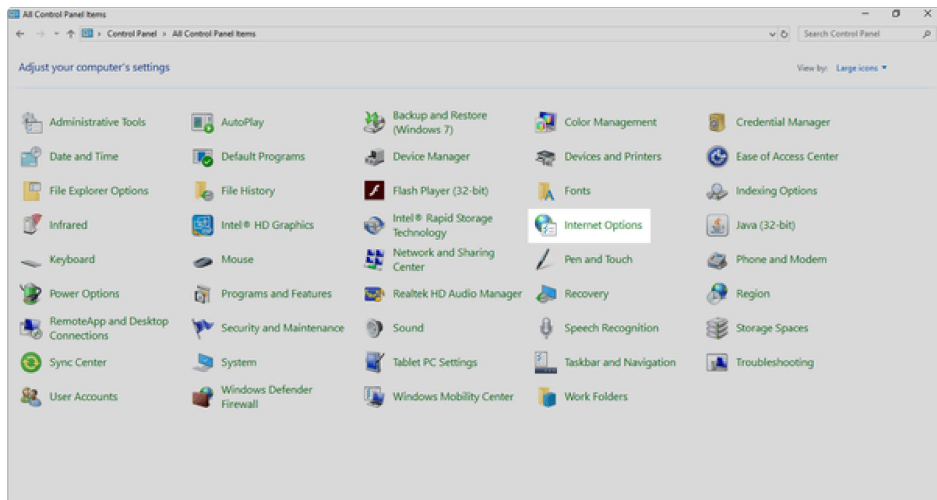 All Control Panel Items
Control Panel › All Control Panel Items
Search Control Panel
Adjust your computer's settings
View by: Large icons
Administrative Tools
AutoPlay
Backup and Restore
(Windows 7)
Color Management
Credential Manager
Date and Time
Default Programs
Device Manager
Devices and Printers
Ease of Access Center
File Explorer Options
File History
Flash Player (32-bit)
Fonts
Indexing Options
Infrared
Intel® HD Graphics
Intel® Rapid Storage
Technology
Internet Options
Java (32-bit)
Keyboard
Mouse
Network and Sharing
Center
Pen and Touch
Phone and Modem
Power Options
Programs and Features
Realtek HD Audio Manager
Recovery
Region
RemoteApp and Desktop
Connections
Security and Maintenance
Sound
Speech Recognition
Storage Spaces
Sync Center
System
Tablet PC Settings
Taskbar and Navigation
Troubleshooting
User Accounts
Windows Defender
Firewall
Windows Mobility Center
Work Folders